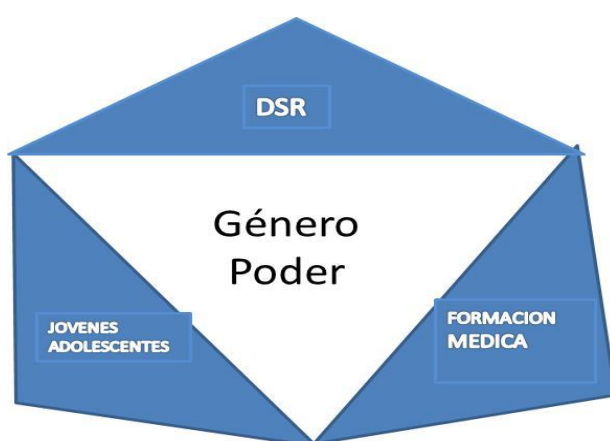 DSR
Género
Poder
JOVENES
ADOLESCENTES
FORMACION
MEDICA